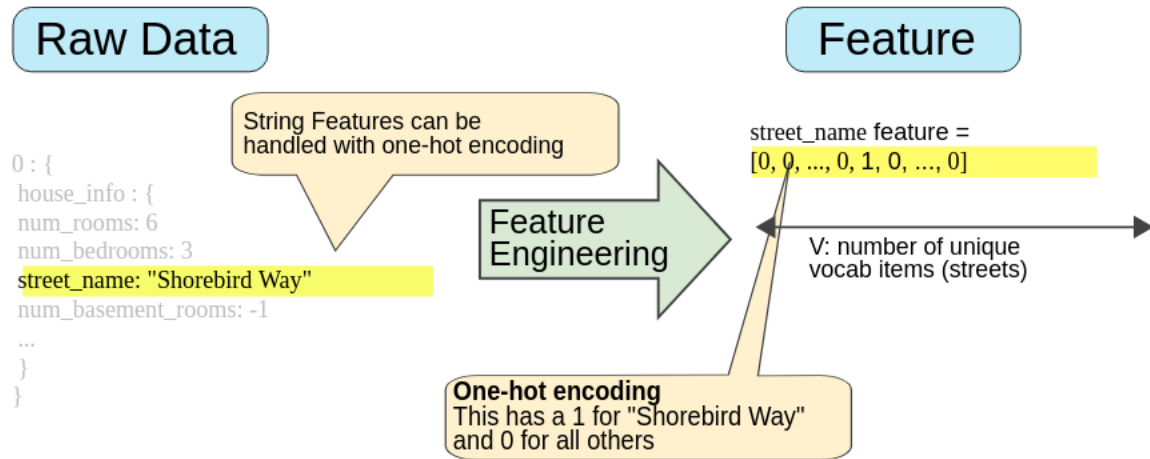 Raw Data
Feature
String Features can be
handled with one-hot encoding
0 : {
house_info : {
num_rooms: 6
num_bedrooms: 3
street_name: "Shorebird Way"
num_basement_rooms: -1
...
}
}
Feature
Engineering
street_name feature =
[0, 0, ..., 0, 1, 0, ..., 0]
V: number of unique
vocab items (streets)
One-hot encoding
This has a 1 for "Shorebird Way"
and 0 for all others